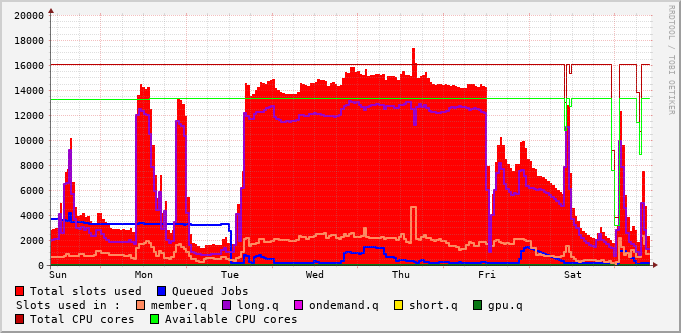 20000
18000
16000
14000
12000
10000
8000
6000
4000
2000
0
Sun Mon Tue Wed Thu Fri Sat
RRDTOOL / TOBI OETIKER
Total slots used Queued Jobs
Slots used in : member.q long.q ondemand.q short.q gpu.q
Total CPU cores Available CPU cores